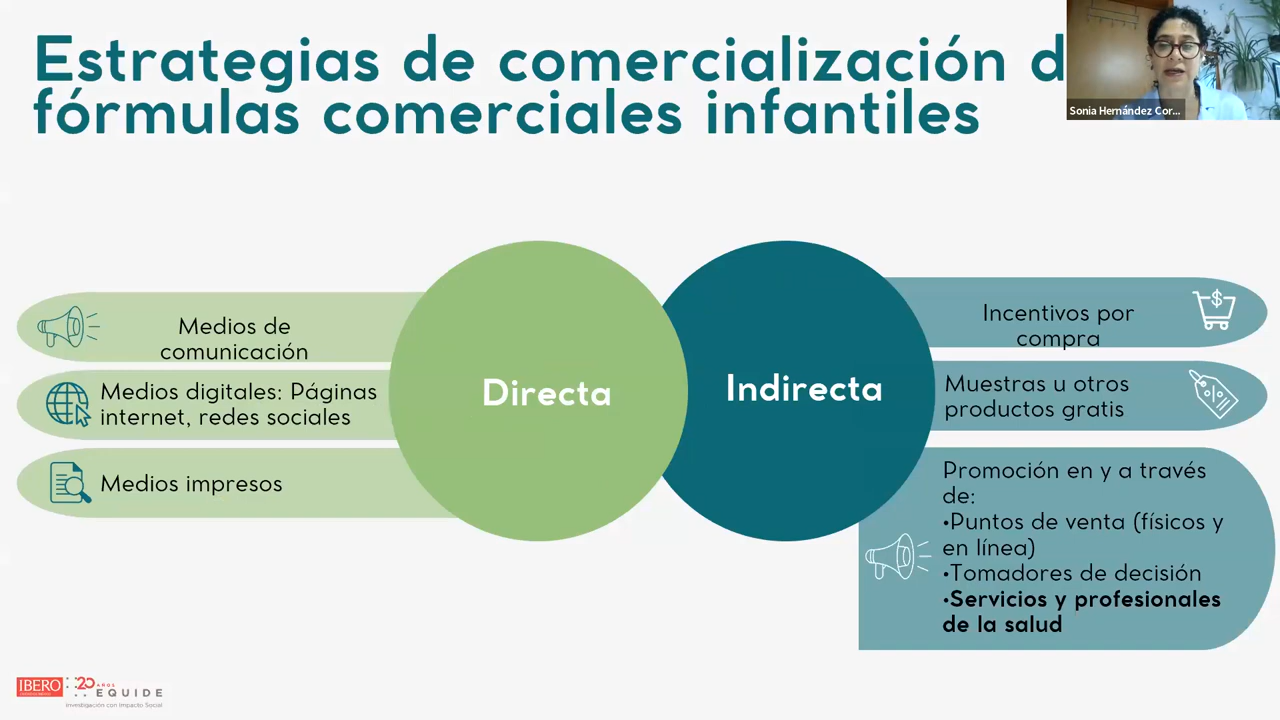 Estrategias de comercialización d
fórmulas comerciales infantiles
Sonia Hernández Cor...
Medios de
comunicación
Medios digitales: Páginas
internet, redes sociales
Medios impresos
Directa
Indirecta
Incentivos por
compra
Muestras u otros
productos gratis
Promoción en y a través
de:
•Puntos de venta (físicos y
en línea)
•Tomadores de decisión
•Servicios y profesionales
de la salud
IBERO
20 AÑOS
EQUIDE
Investigación con Impacto Social